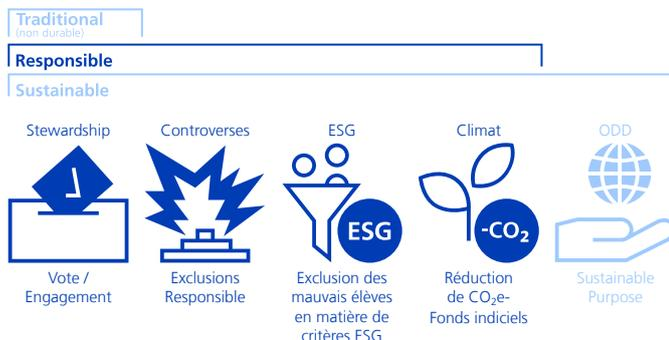 Traditional
(non durable)
Responsible
Sustainable
Stewardship
Controverses
ESG
Climat
ODD
ESG
-CO₂
Vote /
Engagement
Exclusions
Responsible
Exclusion des
mauvais élèves
en matière de
critères ESG
Réduction
de CO₂e-
Fonds indiciels
Sustainable
Purpose